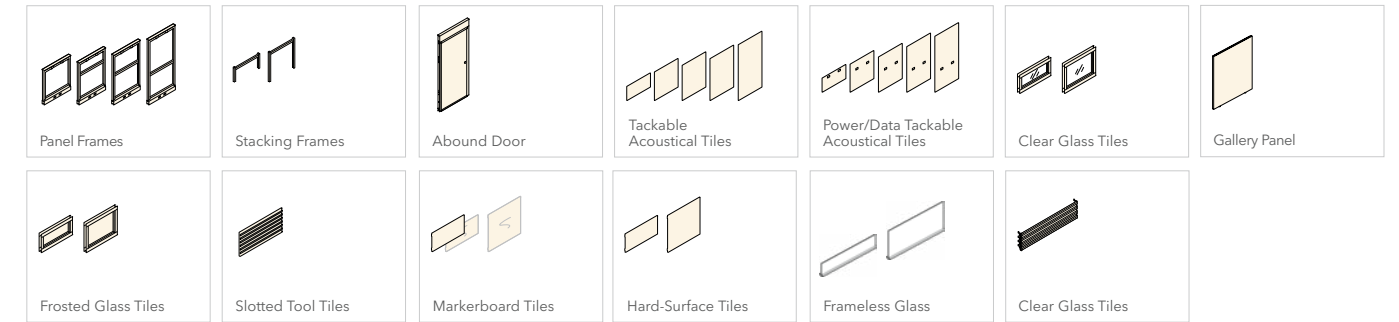 Panel Frames
Stacking Frames
Abound Door
Tackable
Acoustical Tiles
Power/Data Tackable
Acoustical Tiles
Clear Glass Tiles
Gallery Panel
Frosted Glass Tiles
Slotted Tool Tiles
Markerboard Tiles
Hard-Surface Tiles
Frameless Glass
Clear Glass Tiles